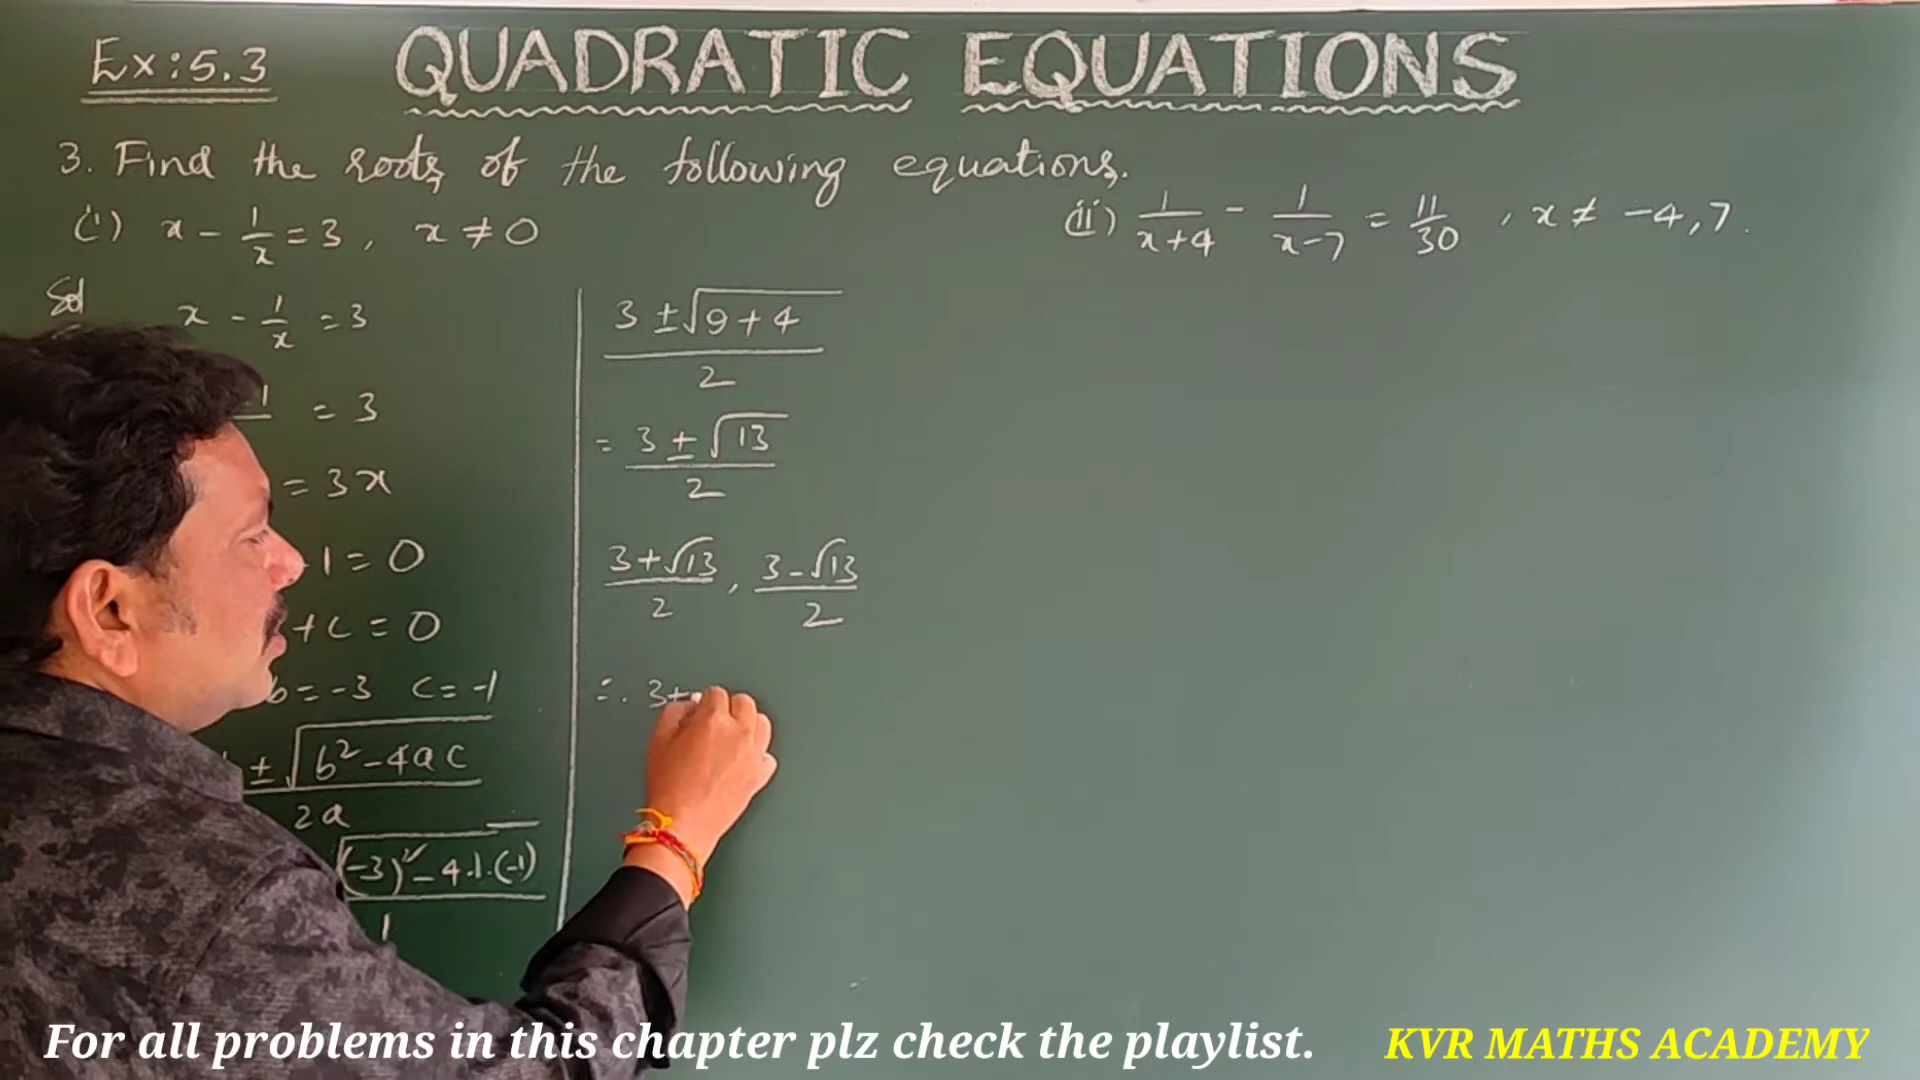 Ex:5.3 QUADRATIC EQUATIONS
3. Find the roots of the following equations.
(i) x - 1/x = 3, x ≠ 0
(ii) 1/(x+4) - 1/(x-7) = 11/30, x ≠ -4, 7.
Sol
x - 1/x = 3
= 3
= 3x
1 = 0
+ c = 0
b = -3 c = -1
± √(b² - 4ac)
2a
(-3)² - 4.1.(-1)
1
3 ± √(9 + 4) / 2
= 3 ± √13 / 2
3 + √13 / 2, 3 - √13 / 2
∴ 3+
For all problems in this chapter plz check the playlist. KVR MATHS ACADEMY